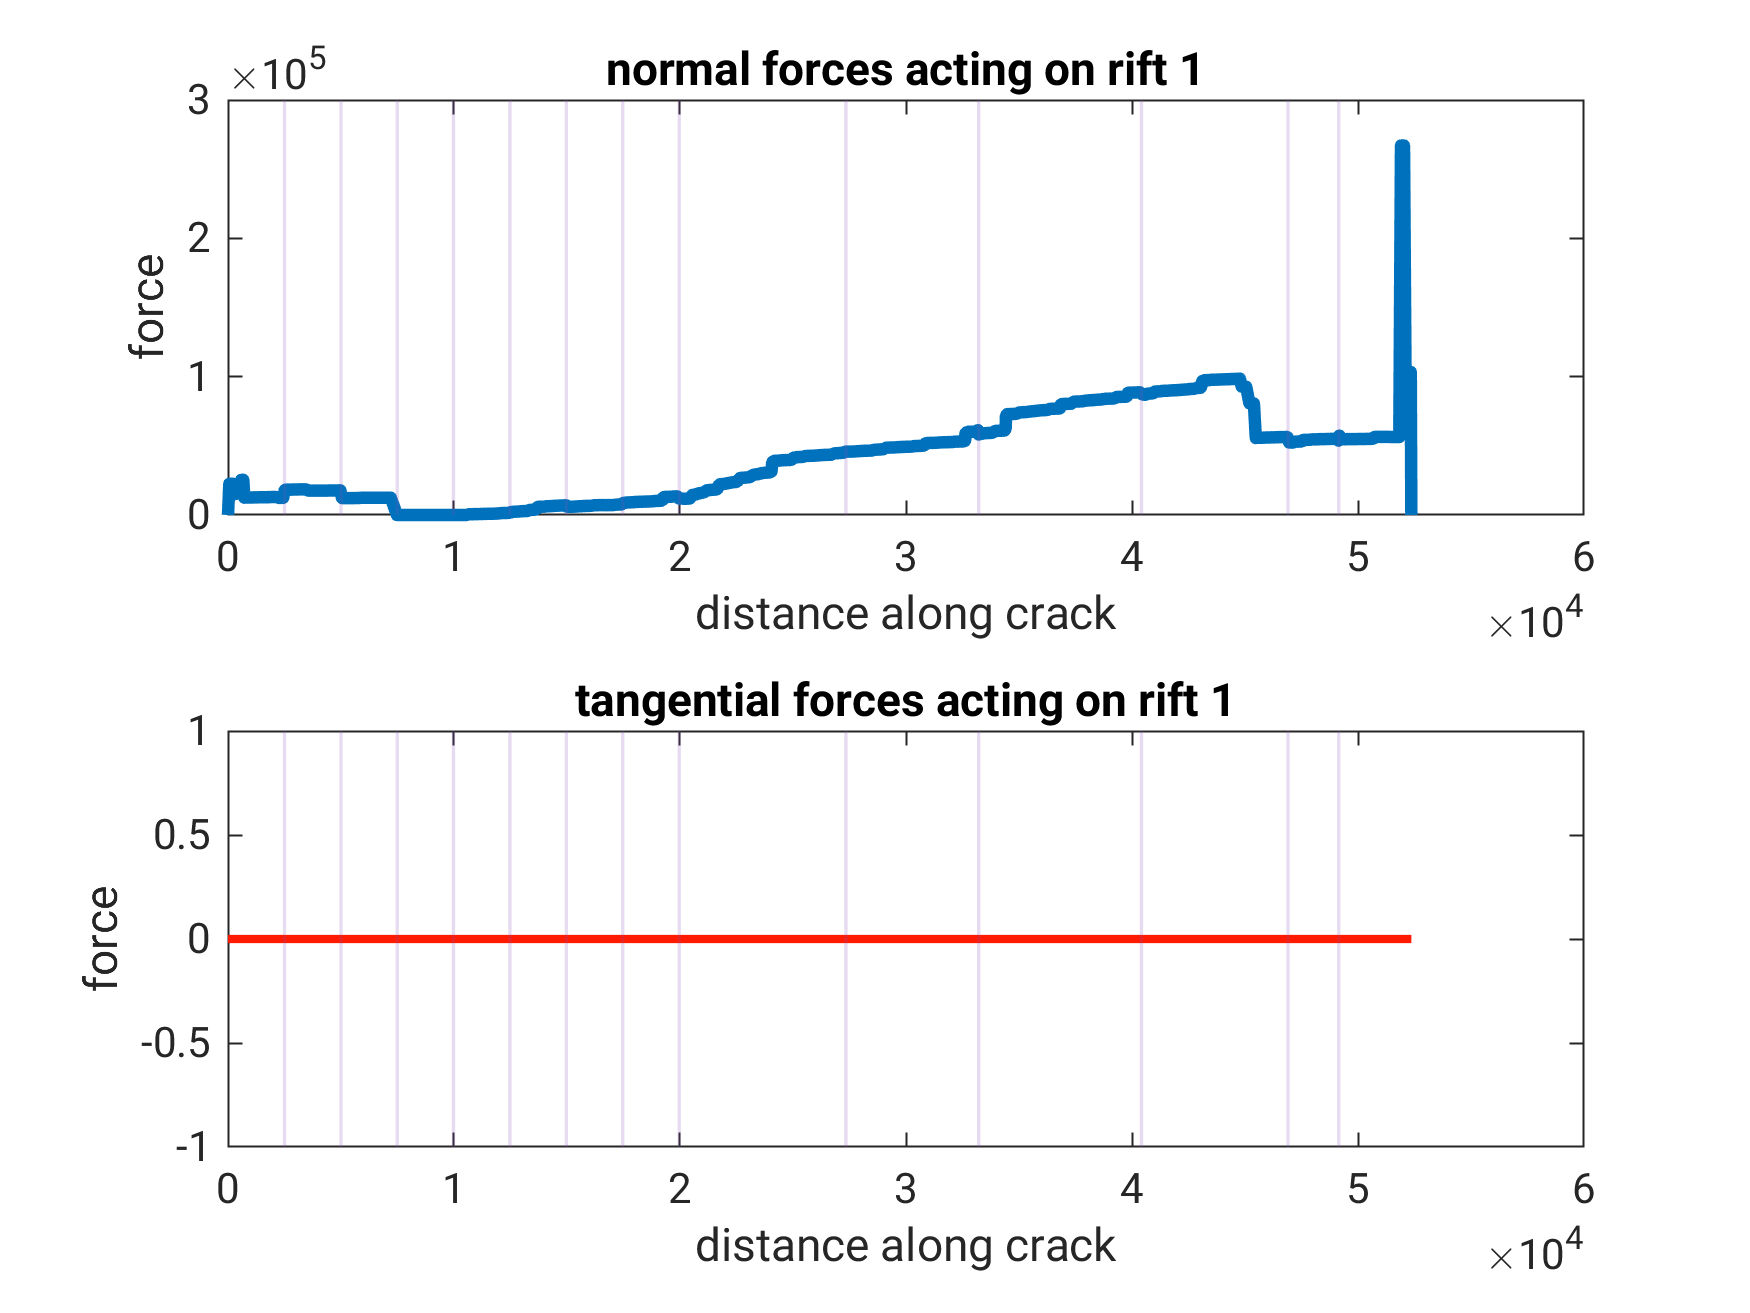 ×10^5
normal forces acting on rift 1
3
2
1
0
force
0 1 2 3 4 5 6
distance along crack
×10^4
tangential forces acting on rift 1
1
0.5
0
-0.5
-1
force
0 1 2 3 4 5 6
distance along crack
×10^4